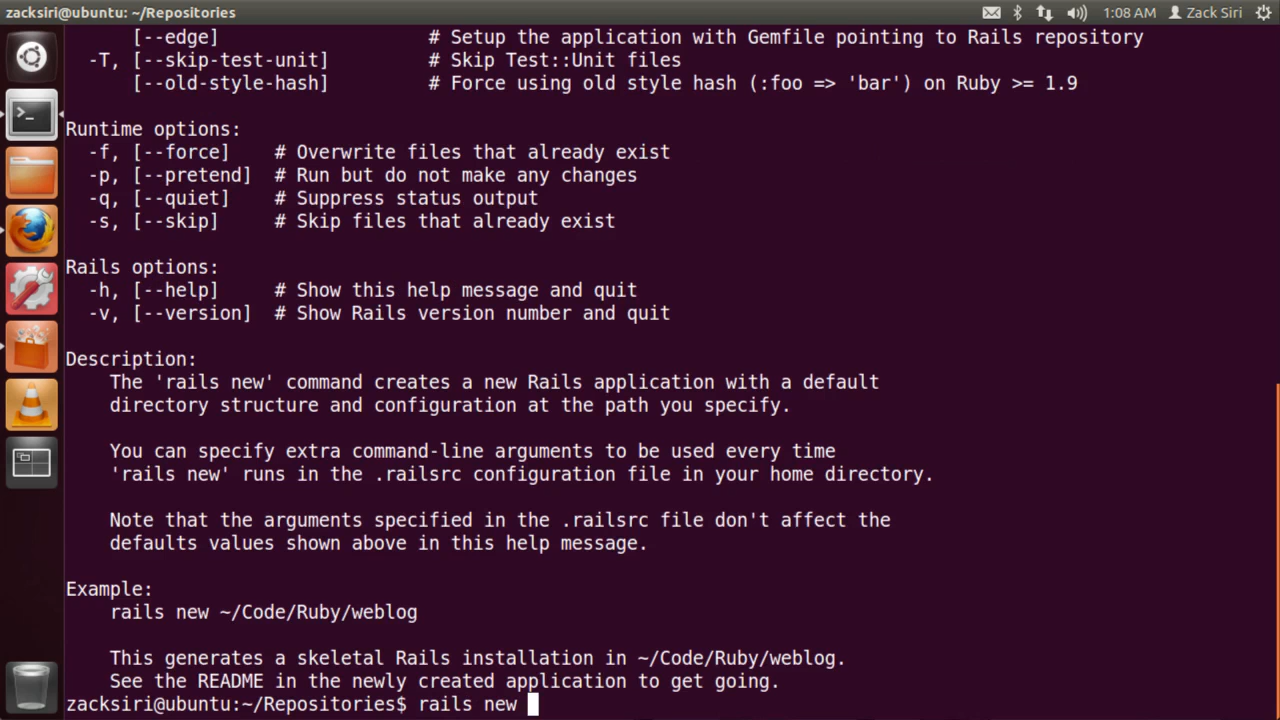 zacksiri@ubuntu: ~/Repositories
1:08 AM Zack Siri
[--edge] # Setup the application with Gemfile pointing to Rails repository
-T, [--skip-test-unit] # Skip Test::Unit files
[--old-style-hash] # Force using old style hash (:foo => 'bar') on Ruby >= 1.9
Runtime options:
-f, [--force] # Overwrite files that already exist
-p, [--pretend] # Run but do not make any changes
-q, [--quiet] # Suppress status output
-s, [--skip] # Skip files that already exist
Rails options:
-h, [--help] # Show this help message and quit
-v, [--version] # Show Rails version number and quit
Description:
The 'rails new' command creates a new Rails application with a default
directory structure and configuration at the path you specify.
You can specify extra command-line arguments to be used every time
'rails new' runs in the .railsrc configuration file in your home directory.
Note that the arguments specified in the .railsrc file don't affect the
defaults values shown above in this help message.
Example:
rails new ~/Code/Ruby/weblog
This generates a skeletal Rails installation in ~/Code/Ruby/weblog.
See the README in the newly created application to get going.
zacksiri@ubuntu:~/Repositories$ rails new